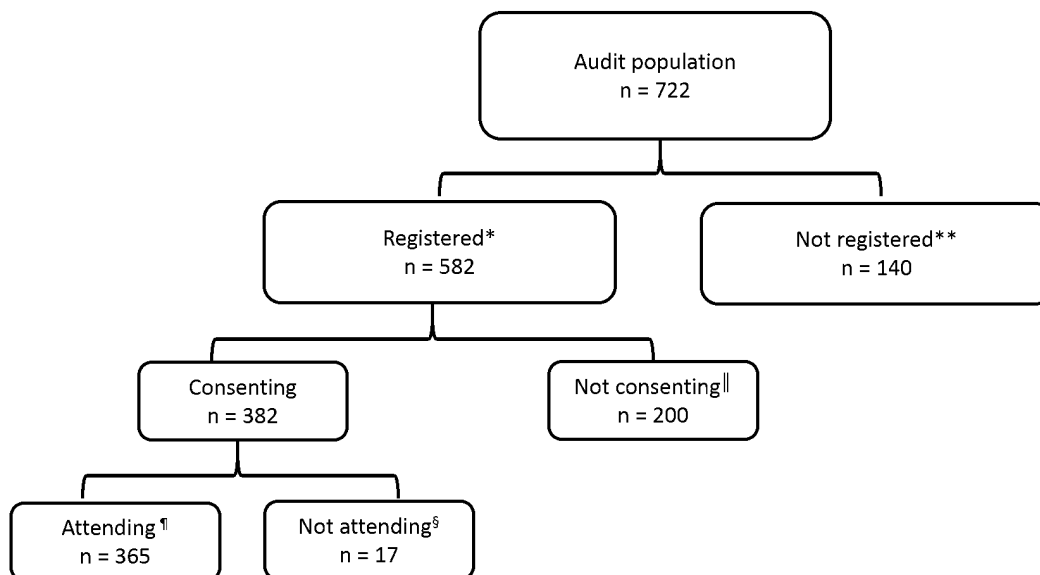 Audit population
n = 722
Registered*
n = 582
Not registered**
n = 140
Consenting
n = 382
Not consenting‖
n = 200
Attending ¶
n = 365
Not attending§
n = 17